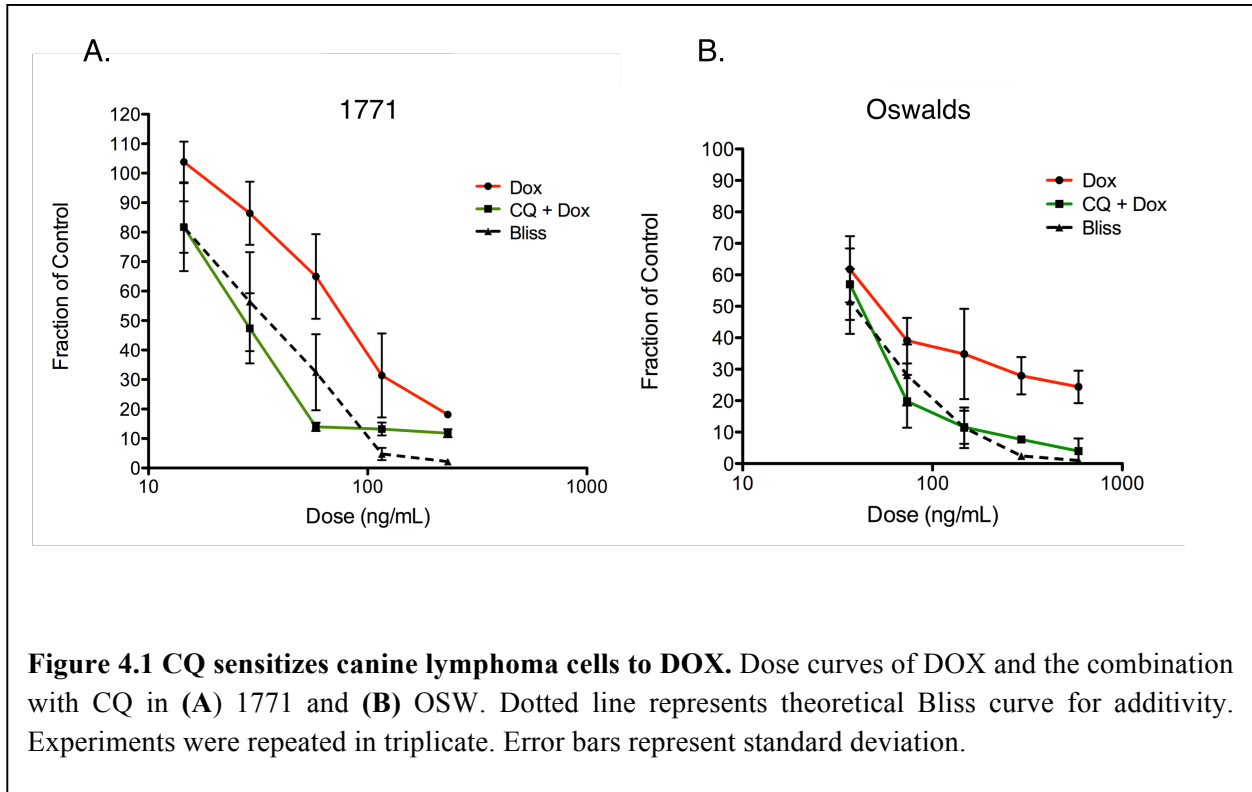 A.
1771
120
110
100
90
80
70
60
50
40
30
20
10
0
Fraction of Control
10
100
1000
Dose (ng/mL)
Dox
CQ + Dox
Bliss
B.
Oswalds
100
90
80
70
60
50
40
30
20
10
0
Fraction of Control
10
100
1000
Dose (ng/mL)
Dox
CQ + Dox
Bliss
Figure 4.1 CQ sensitizes canine lymphoma cells to DOX. Dose curves of DOX and the combination
with CQ in (A) 1771 and (B) OSW. Dotted line represents theoretical Bliss curve for additivity.
Experiments were repeated in triplicate. Error bars represent standard deviation.